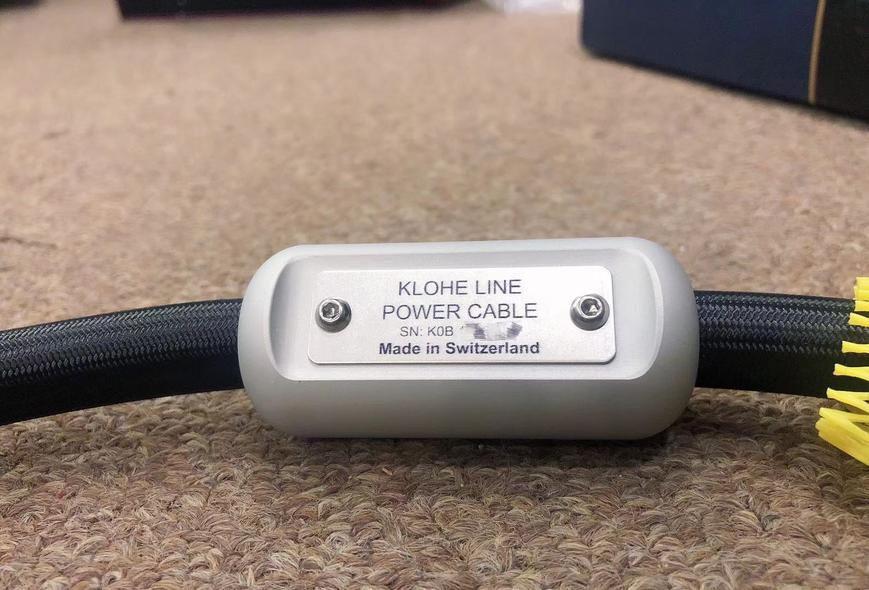 KLOHE LINE
POWER CABLE
SN: K0B
Made in Switzerland